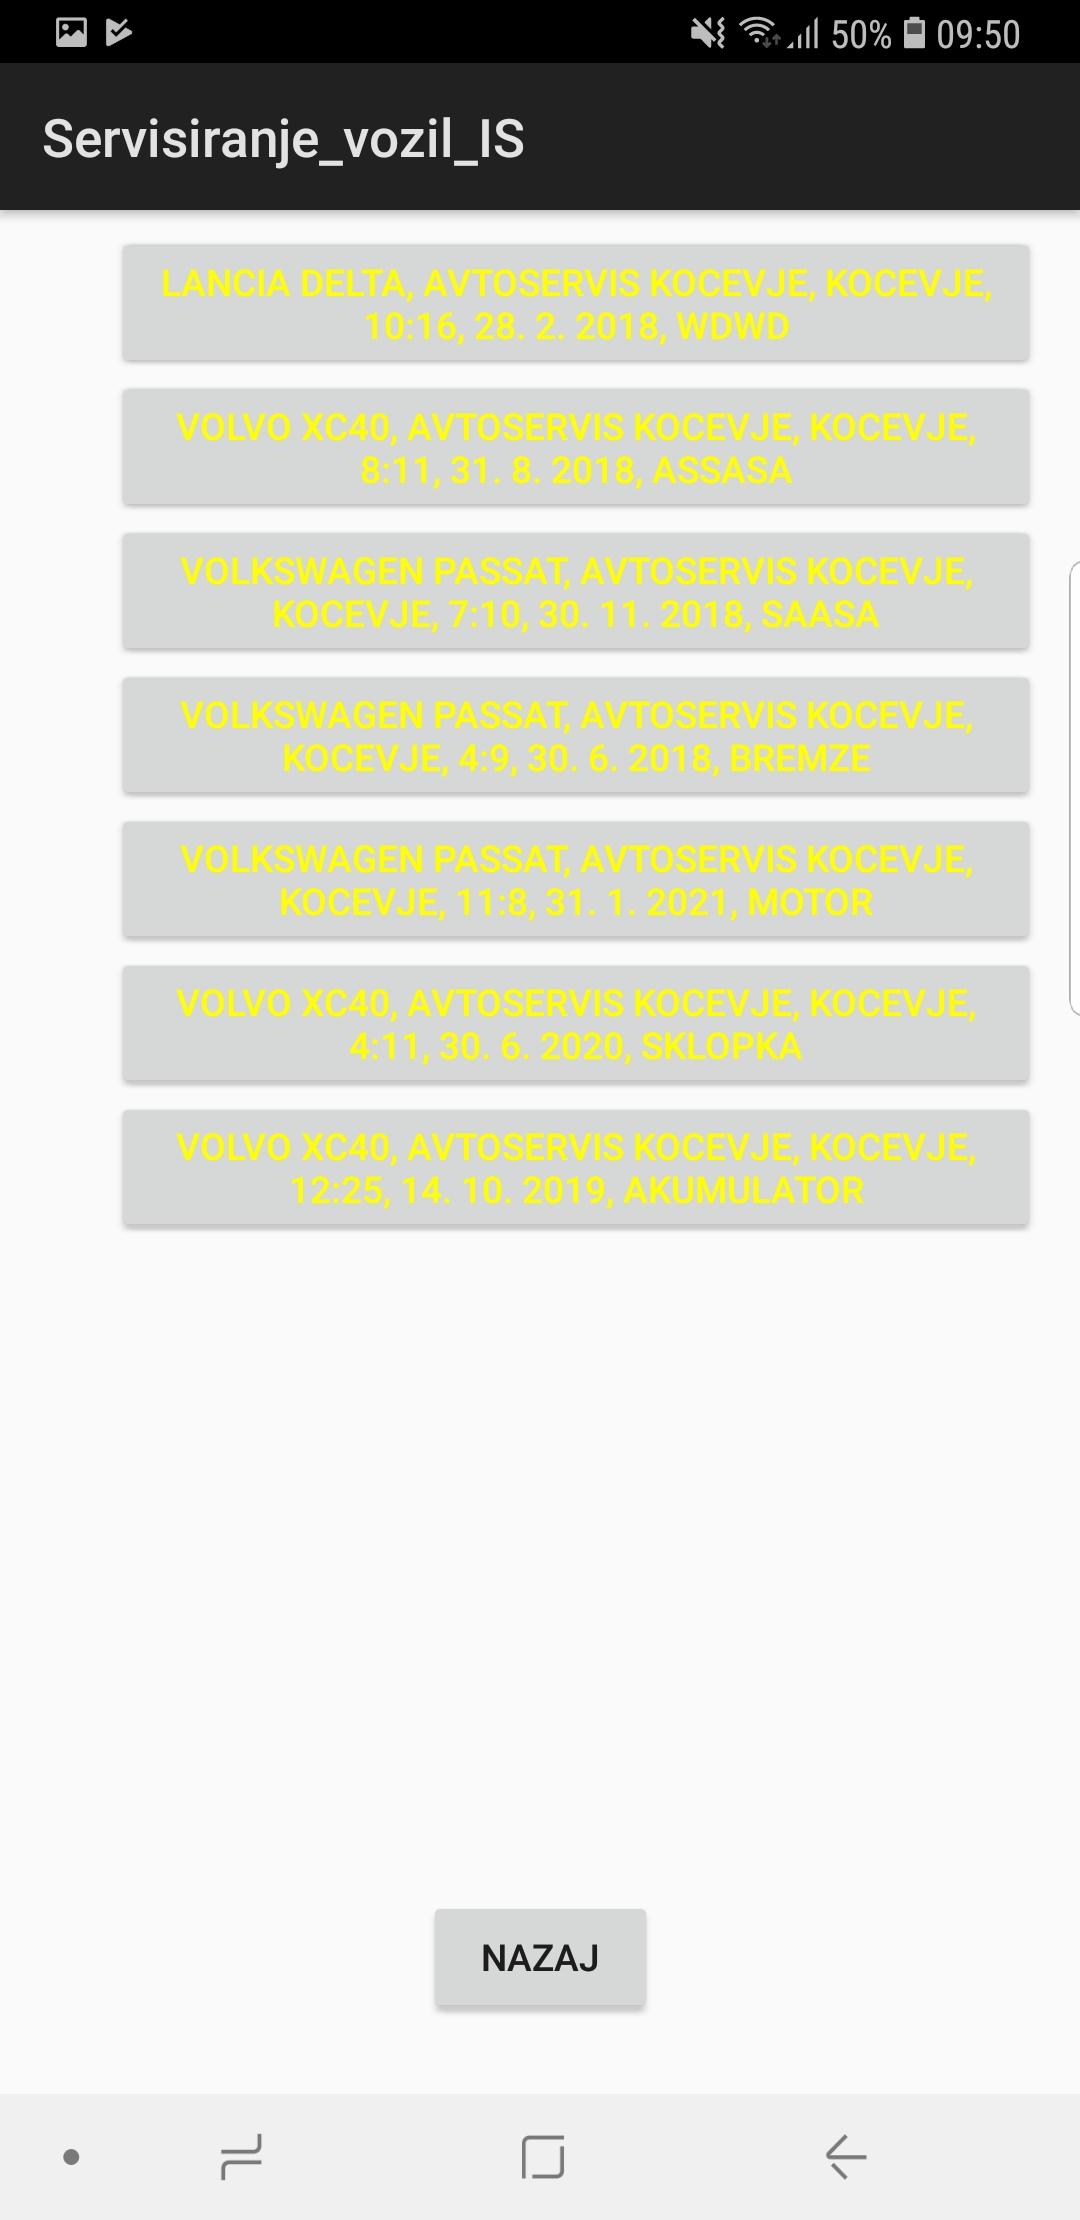 50% 09:50
Servisiranje_vozil_IS
LANCIA DELTA, AVTOSERVIS KOCEVJE, KOCEVJE,
10:16, 28. 2. 2018, WDWD
VOLVO XC40, AVTOSERVIS KOCEVJE, KOCEVJE,
8:11, 31. 8. 2018, ASSASA
VOLKSWAGEN PASSAT, AVTOSERVIS KOCEVJE,
KOCEVJE, 7:10, 30. 11. 2018, SAASA
VOLKSWAGEN PASSAT, AVTOSERVIS KOCEVJE,
KOCEVJE, 4:9, 30. 6. 2018, BREMZE
VOLKSWAGEN PASSAT, AVTOSERVIS KOCEVJE,
KOCEVJE, 11:8, 31. 1. 2021, MOTOR
VOLVO XC40, AVTOSERVIS KOCEVJE, KOCEVJE,
4:11, 30. 6. 2020, SKLOPKA
VOLVO XC40, AVTOSERVIS KOCEVJE, KOCEVJE,
12:25, 14. 10. 2019, AKUMULATOR
NAZAJ